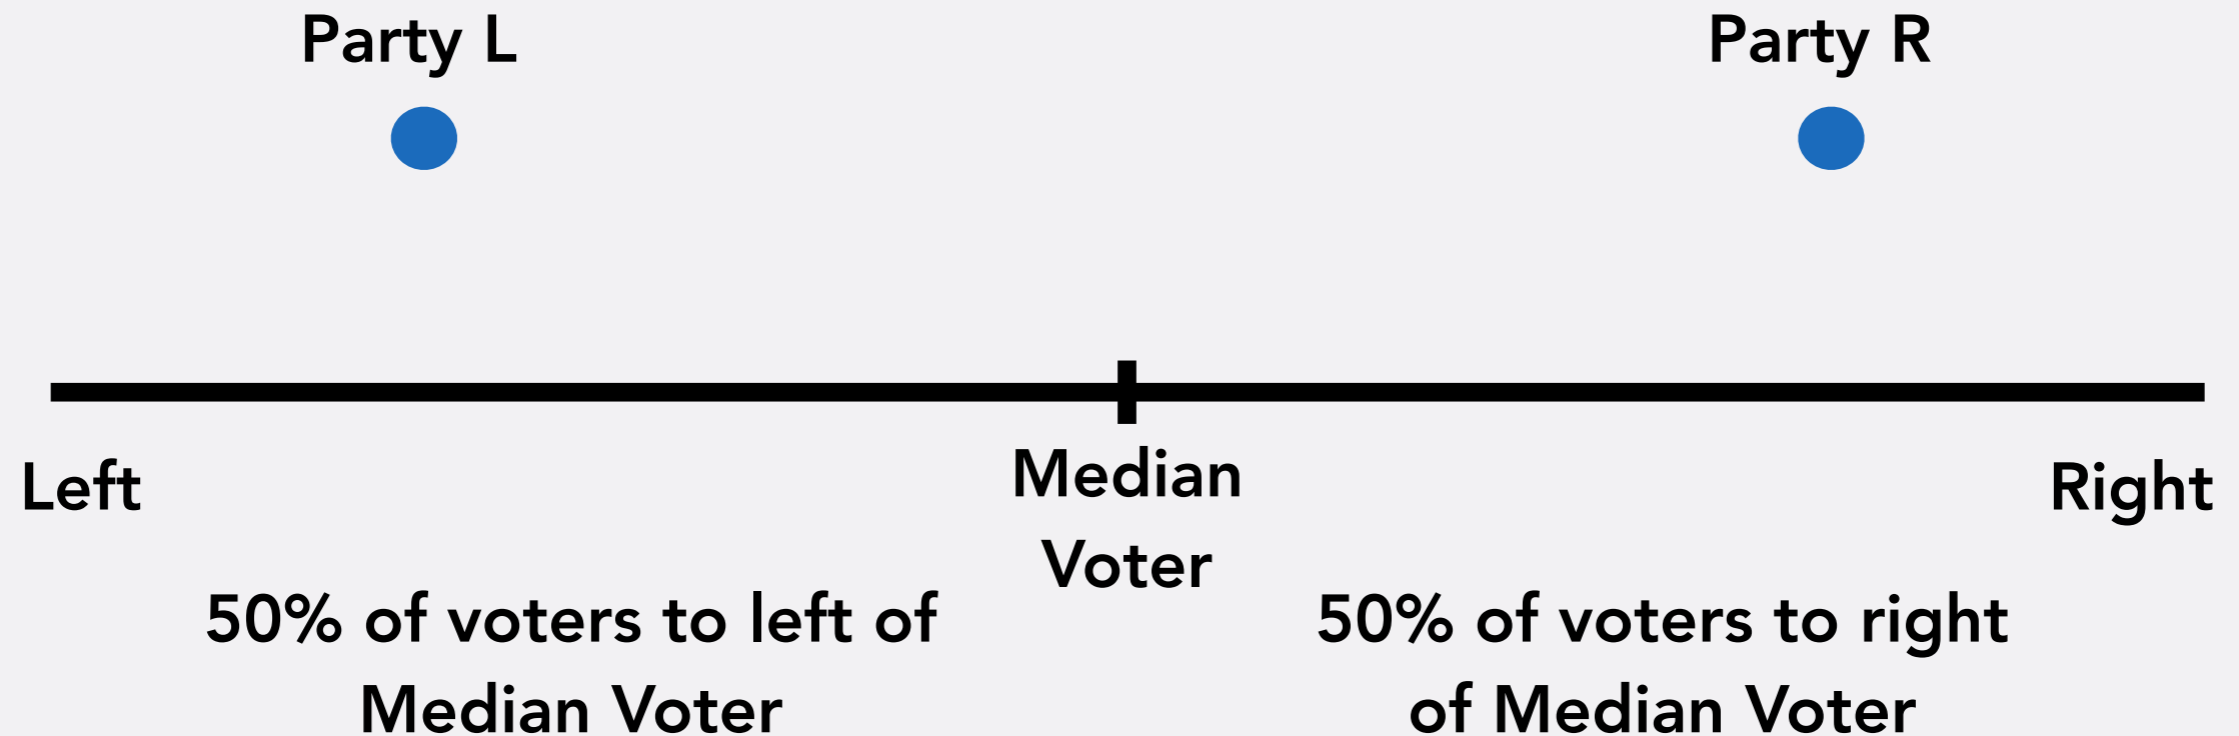 Party L
Party R
Left
Median
Voter
Right
50% of voters to left of
Median Voter
50% of voters to right
of Median Voter